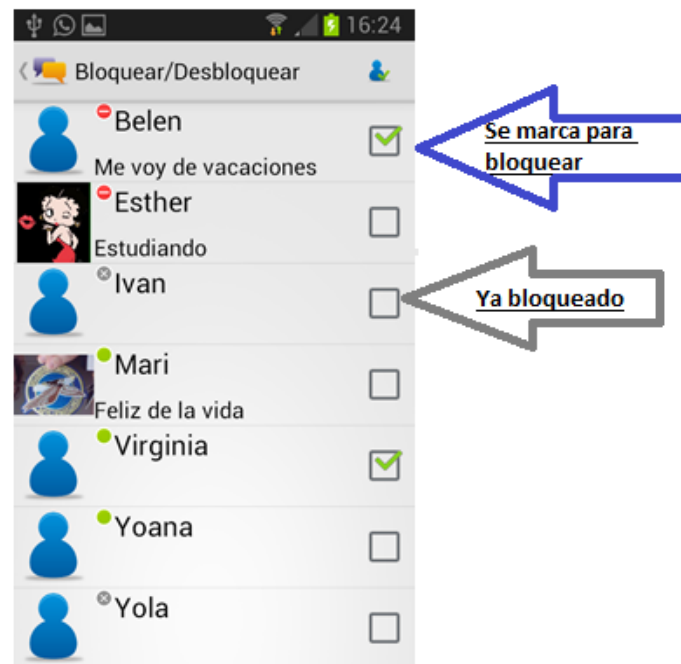 16:24
Bloquear/Desbloquear
Belen
Me voy de vacaciones
Se marca para
bloquear
Esther
Estudiando
Ivan
Ya bloqueado
Mari
Feliz de la vida
Virginia
Yoana
Yola